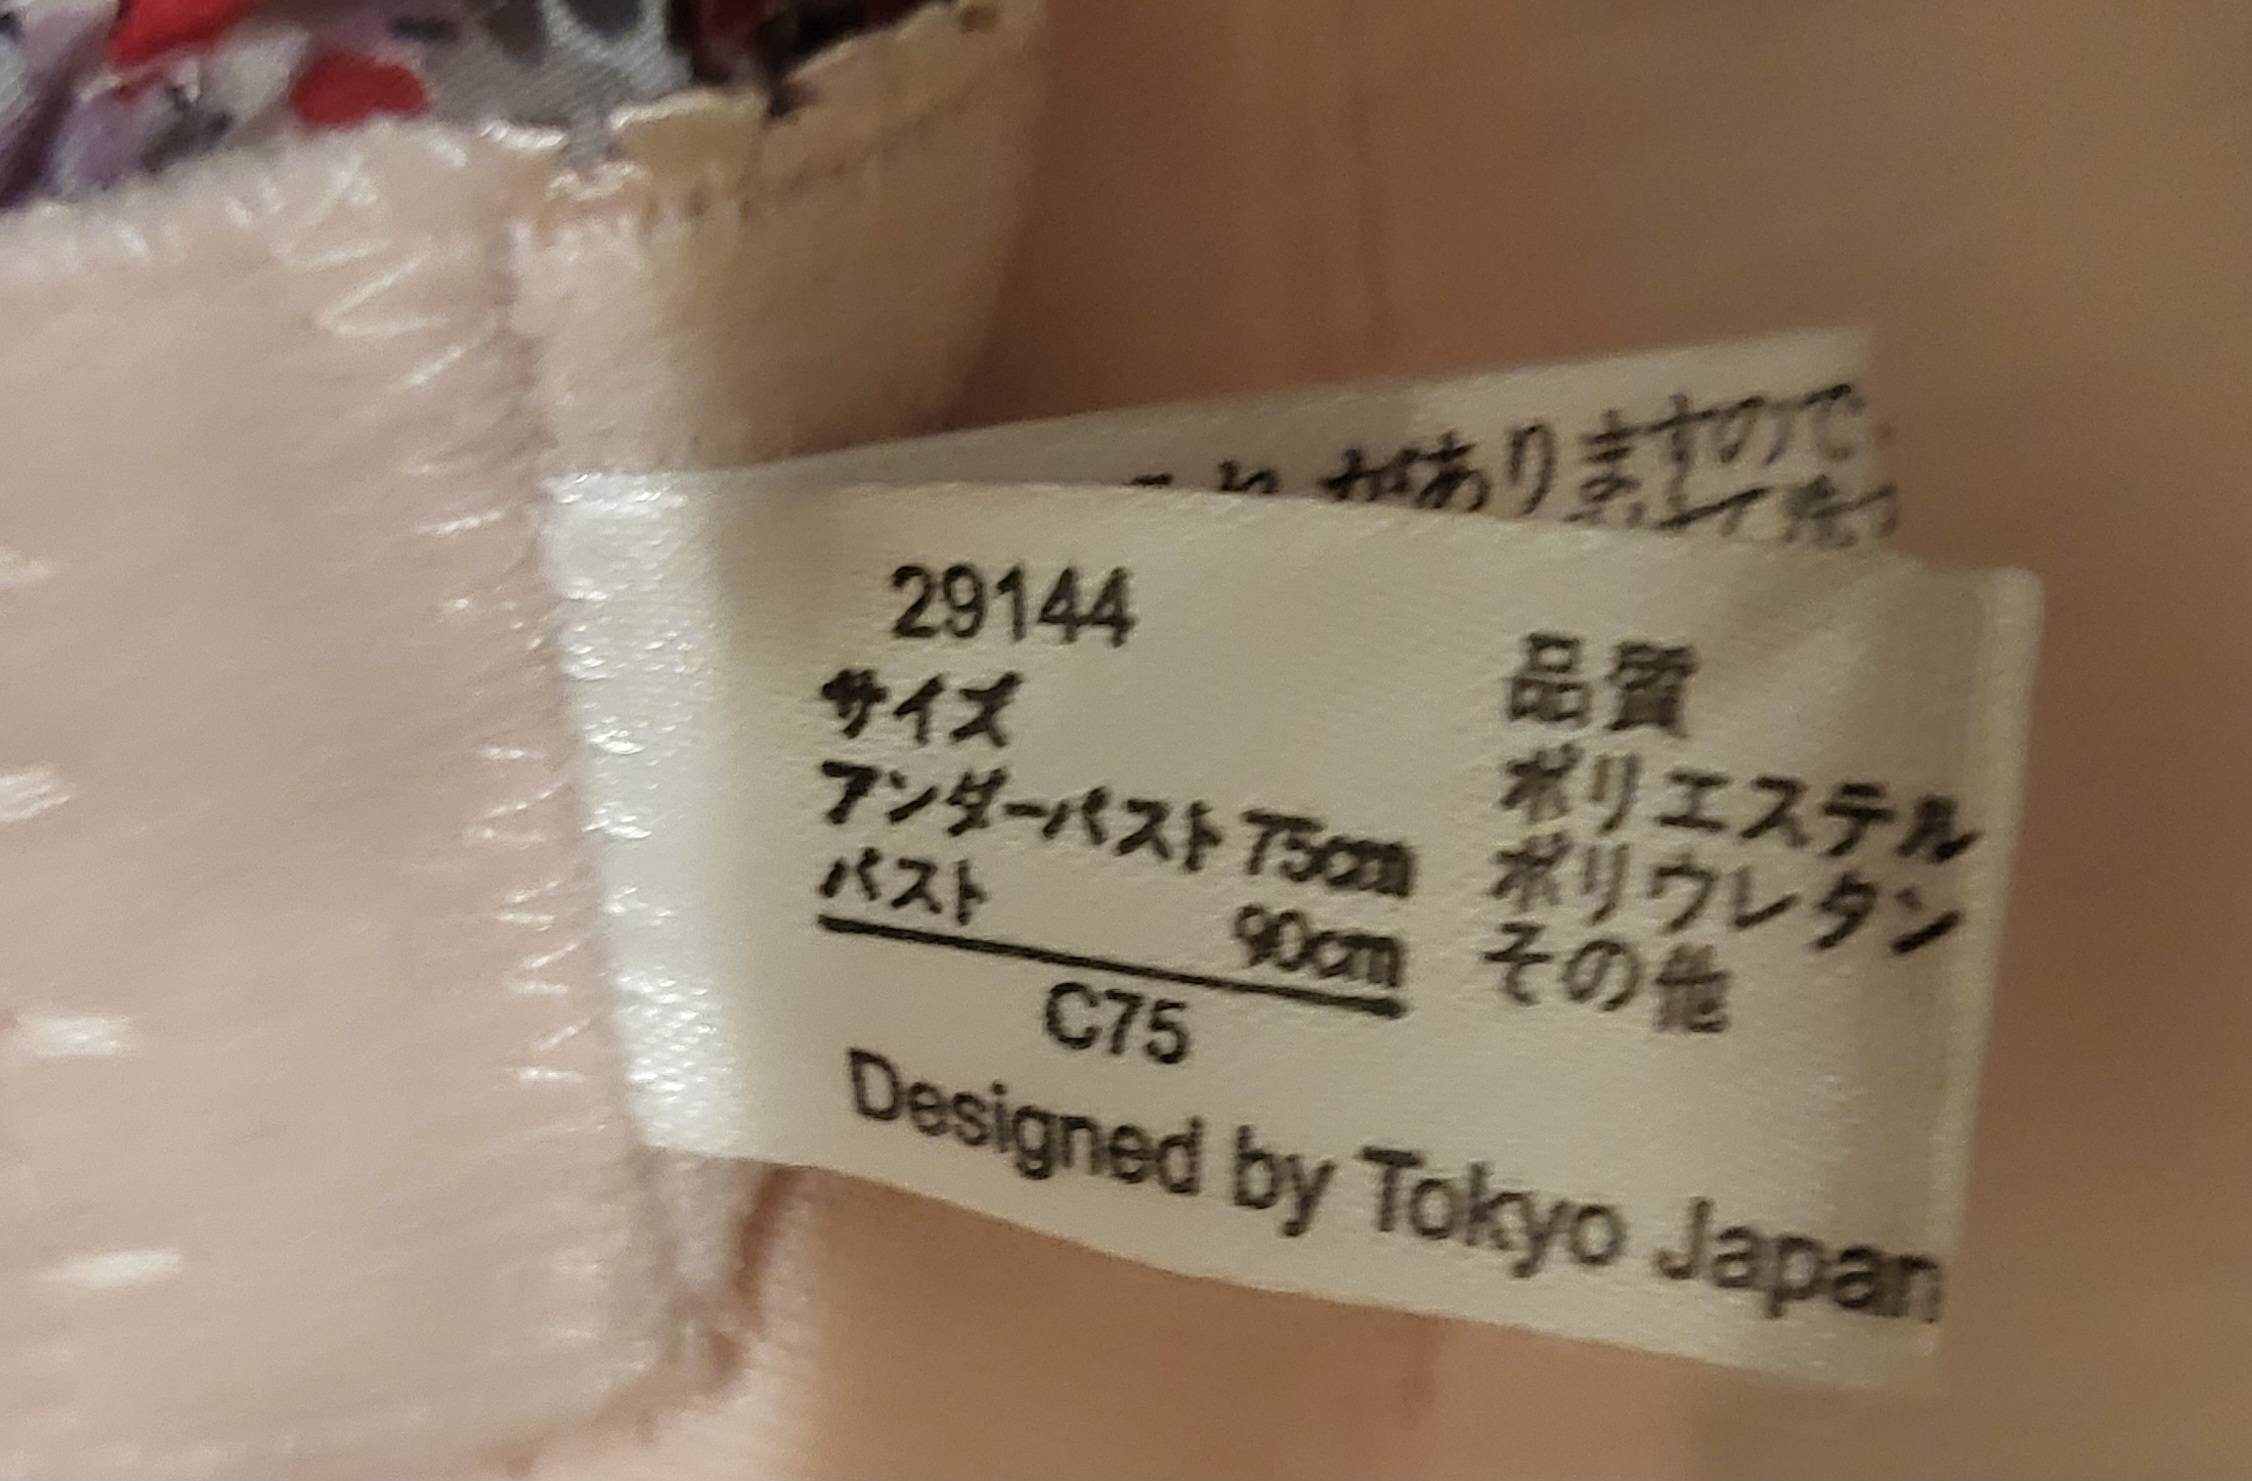 がありますので、
29144
サイズ
アンダーバスト 75cm
バスト 90cm
C75
品質
ポリエステル
ポリウレタン
その他
Designed by Tokyo Japan